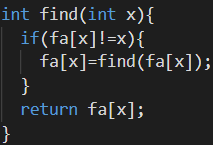 int find(int x){
  if(fa[x]!=x){
    fa[x]=find(fa[x]);
  }
  return fa[x];
}